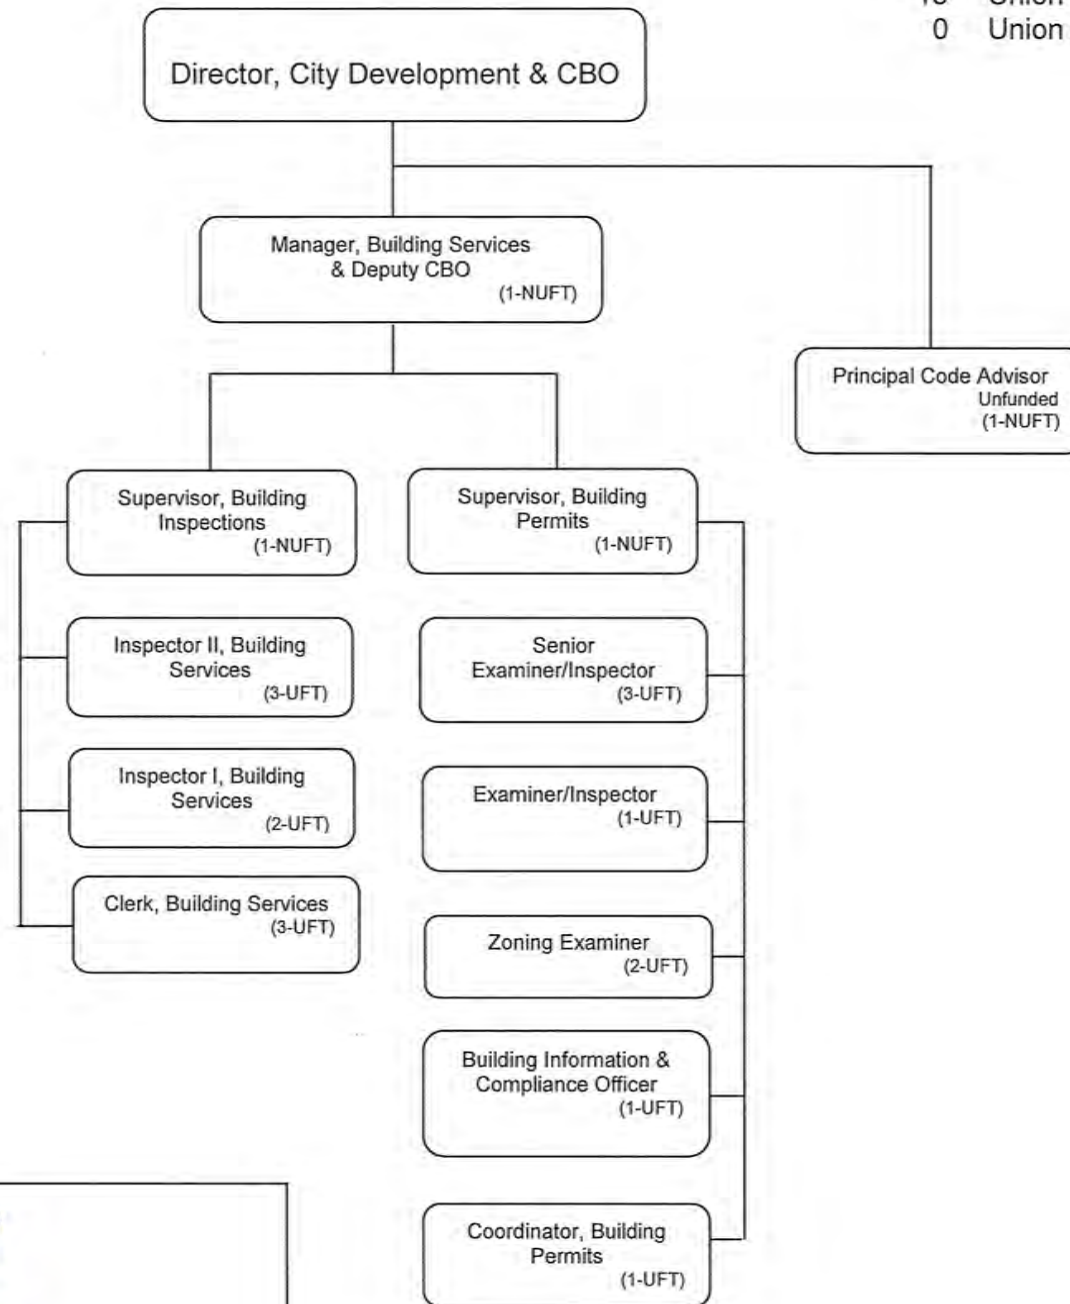 Union
0 Union
Director, City Development & CBO
Manager, Building Services
& Deputy CBO
(1-NUFT)
Principal Code Advisor
Unfunded
(1-NUFT)
Supervisor, Building
Inspections
(1-NUFT)
Inspector II, Building
Services
(3-UFT)
Inspector I, Building
Services
(2-UFT)
Clerk, Building Services
(3-UFT)
Supervisor, Building
Permits
(1-NUFT)
Senior
Examiner/Inspector
(3-UFT)
Examiner/Inspector
(1-UFT)
Zoning Examiner
(2-UFT)
Building Information &
Compliance Officer
(1-UFT)
Coordinator, Building
Permits
(1-UFT)